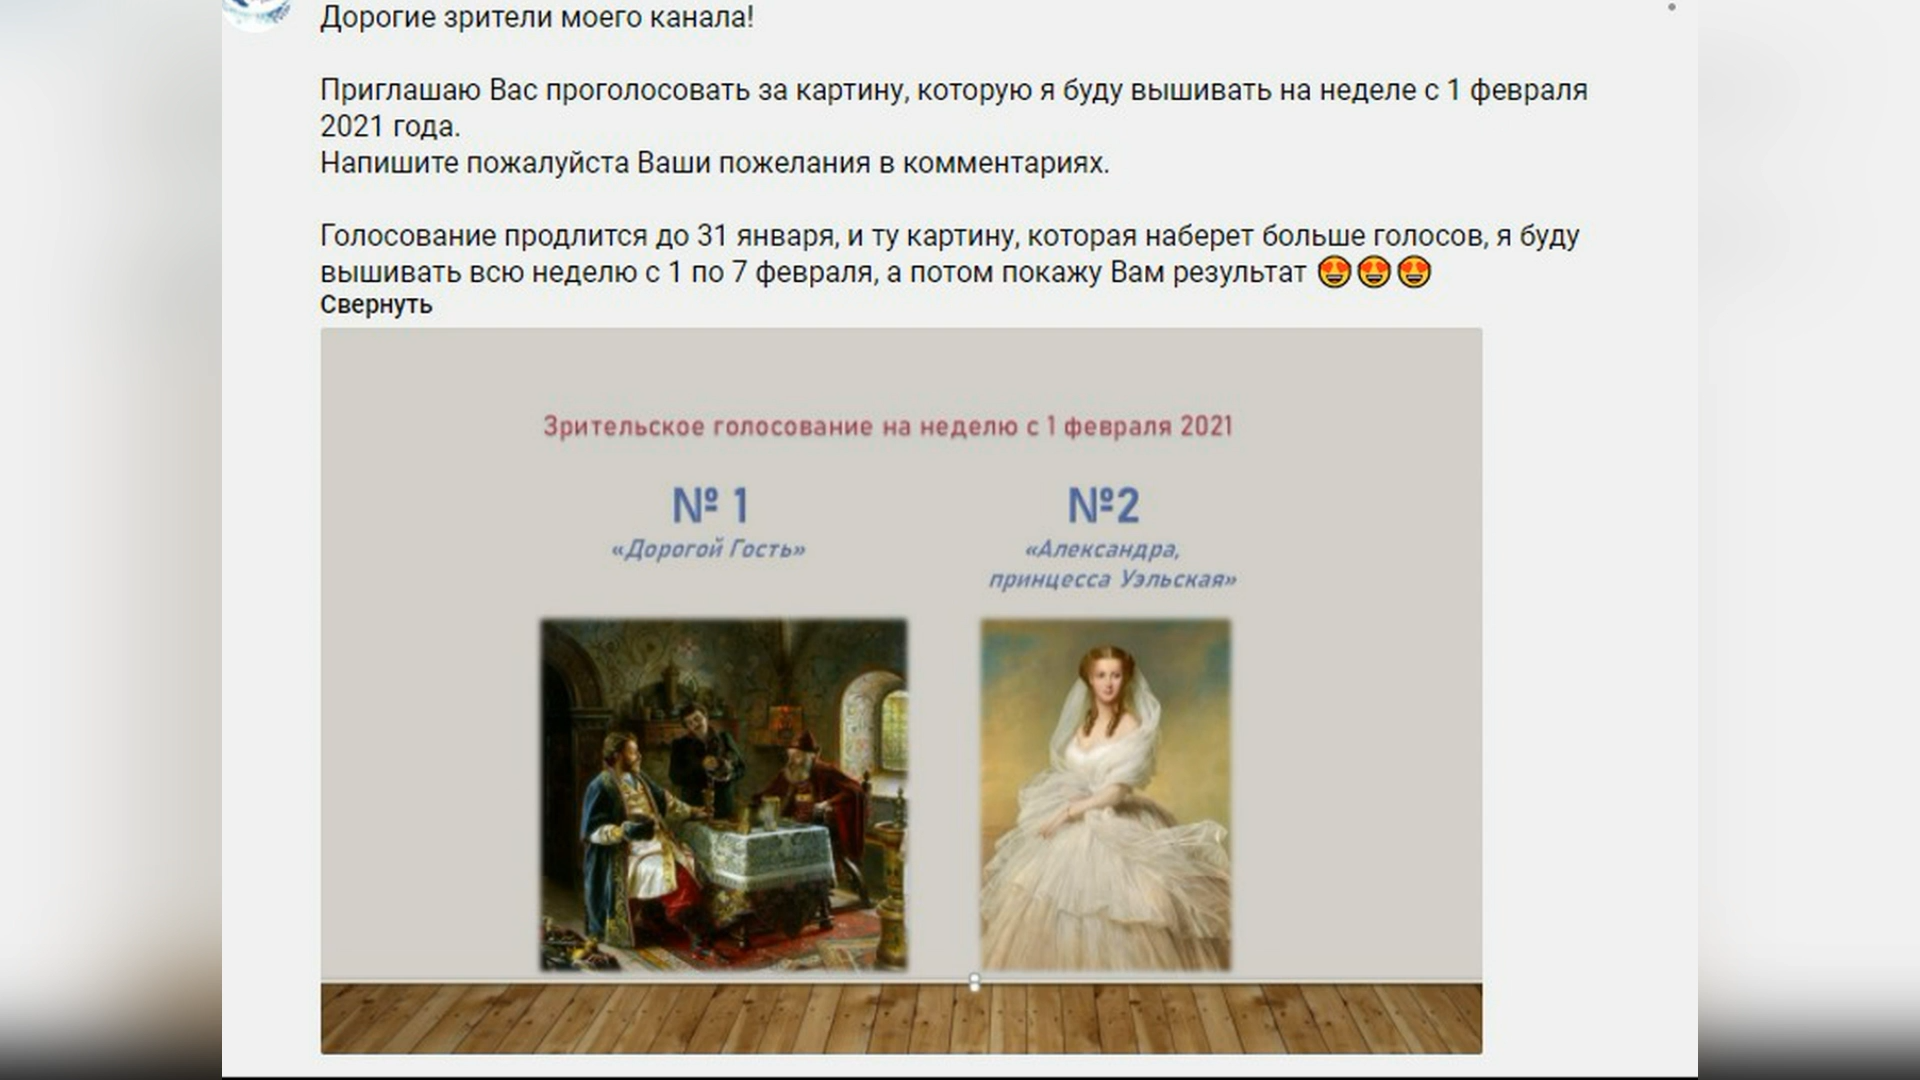 Дорогие зрители моего канала!
Приглашаю Вас проголосовать за картину, которую я буду вышивать на неделе с 1 февраля
2021 года.
Напишите пожалуйста Ваши пожелания в комментариях.
Голосование продлится до 31 января, и ту картину, которая наберет больше голосов, я буду
вышивать всю неделю с 1 по 7 февраля, а потом покажу Вам результат 😍😍😍
Свернуть
Зрительское голосование на неделю с 1 февраля 2021
№ 1
«Дорогой Гость»
№2
«Александра,
принцесса Уэльская»